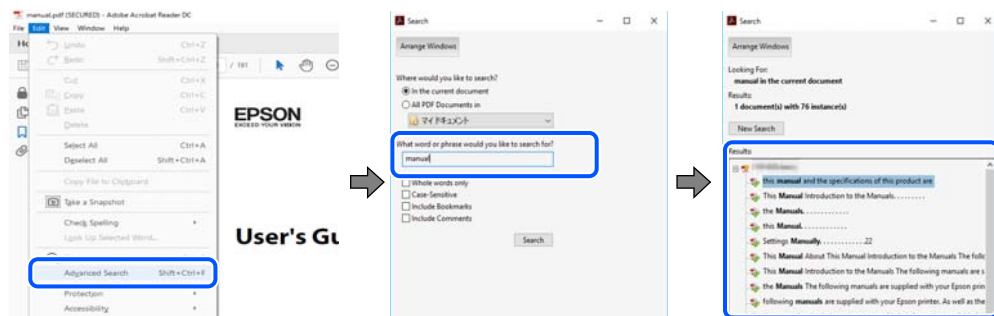 manual.pdf (SECURED) - Adobe Acrobat Reader DC
File Edit View Window Help
Undo Ctrl+Z
Redo Shift+Ctrl+Z
Cut Ctrl+X
Copy Ctrl+C
Paste Ctrl+V
Delete
Select All Ctrl+A
Deselect All Shift+Ctrl+A
Copy File to Clipboard
Take a Snapshot
Check Spelling
Look Up Selected Word...
Advanced Search Shift+Ctrl+F
Protection
Accessibility
/ 181
EPSON
EXCEED YOUR VISION
User's Gu
Search
Arrange Windows
Where would you like to search?
In the current document
All PDF Documents in
マイ ドキュメント
What word or phrase would you like to search for?
manual
Whole words only
Case-Sensitive
Include Bookmarks
Include Comments
Search
Search
Arrange Windows
Looking For:
manual in the current document
Results:
1 document(s) with 76 instance(s)
New Search
Results:
this manual and the specifications of this product are
This Manual Introduction to the Manuals. . . . . . . . .
the Manuals. . . . . . . . . . . . .
this Manual. . . . . . . . . . . . .
Settings Manually. . . . . . . . . . . . .22
This Manual About This Manual Introduction to the Manuals The follo
This Manual Introduction to the Manuals The following manuals are s
the Manuals The following manuals are supplied with your Epson prin
following manuals are supplied with your Epson printer. As well as the